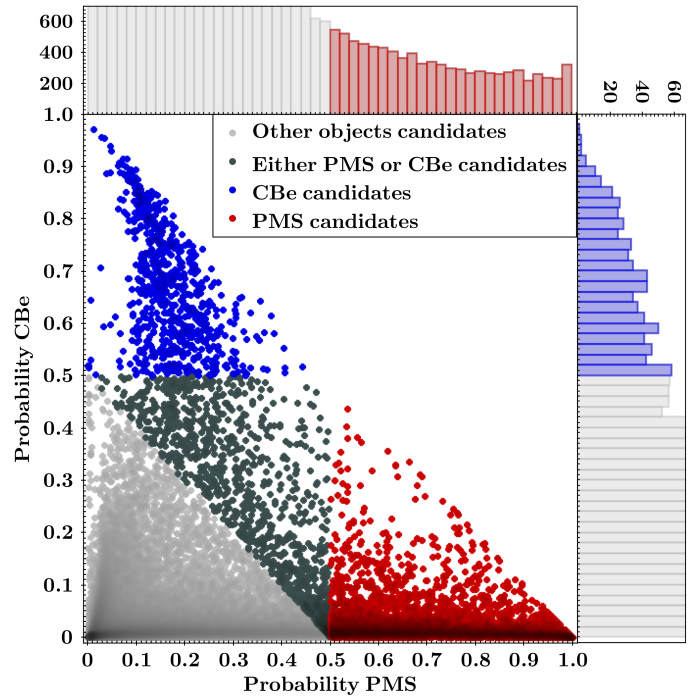 600
400
200
20 40 60
1.0
0.9
0.8
0.7
0.6
0.5
0.4
0.3
0.2
0.1
0
Probability CBe
Other objects candidates
Either PMS or CBe candidates
CBe candidates
PMS candidates
0 0.1 0.2 0.3 0.4 0.5 0.6 0.7 0.8 0.9 1.0
Probability PMS